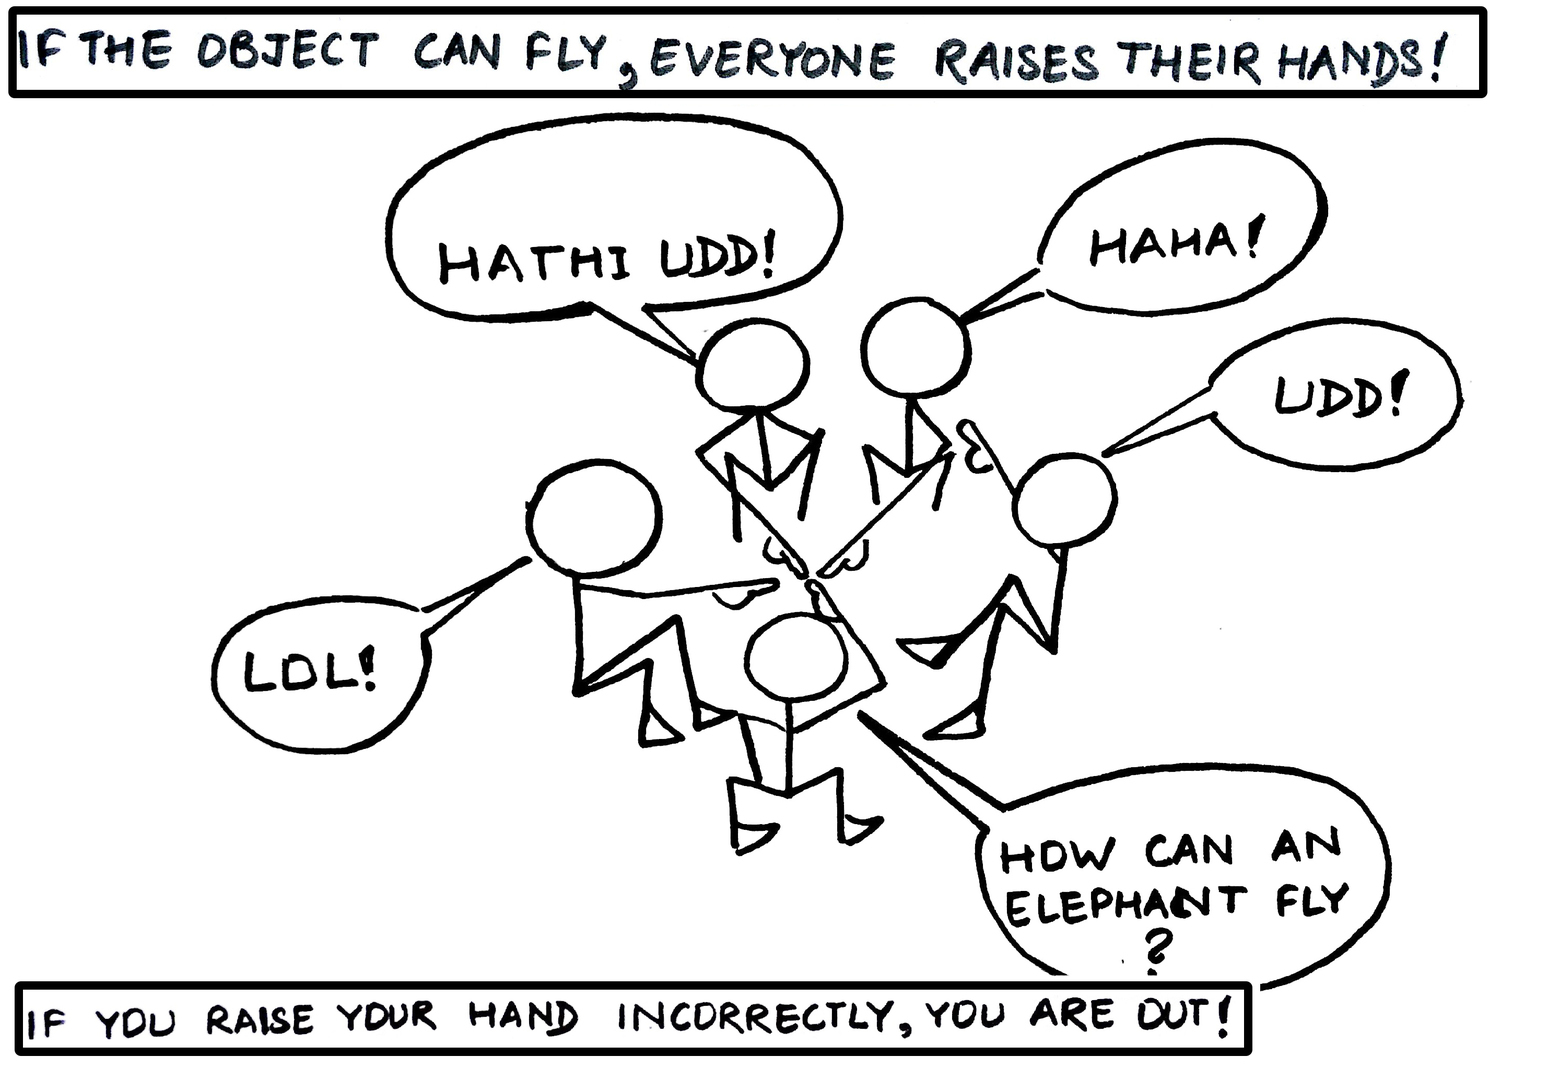 IF THE OBJECT CAN FLY, EVERYONE RAISES THEIR HANDS!
HATHI UDD!
HAHA!
UDD!
LOL!
HOW CAN AN
ELEPHANT FLY
?
IF YOU RAISE YOUR HAND INCORRECTLY, YOU ARE OUT!